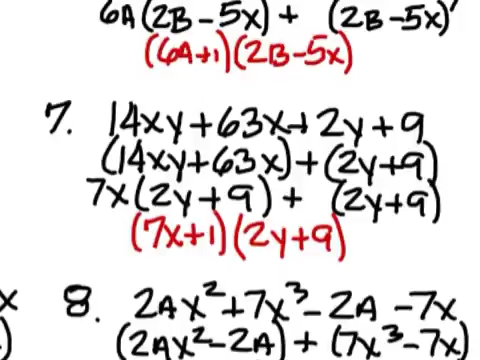 6A(2B-5x) + (2B-5x)
(6A+1)(2B-5x)
7. 14xy+63x+2y+9
(14xy+63x)+(2y+9)
7x(2y+9) + (2y+9)
(7x+1)(2y+9)
x 8. 2Ax²+7x³-2A-7x
) (2Ax²-2A)+(7x³-7x)